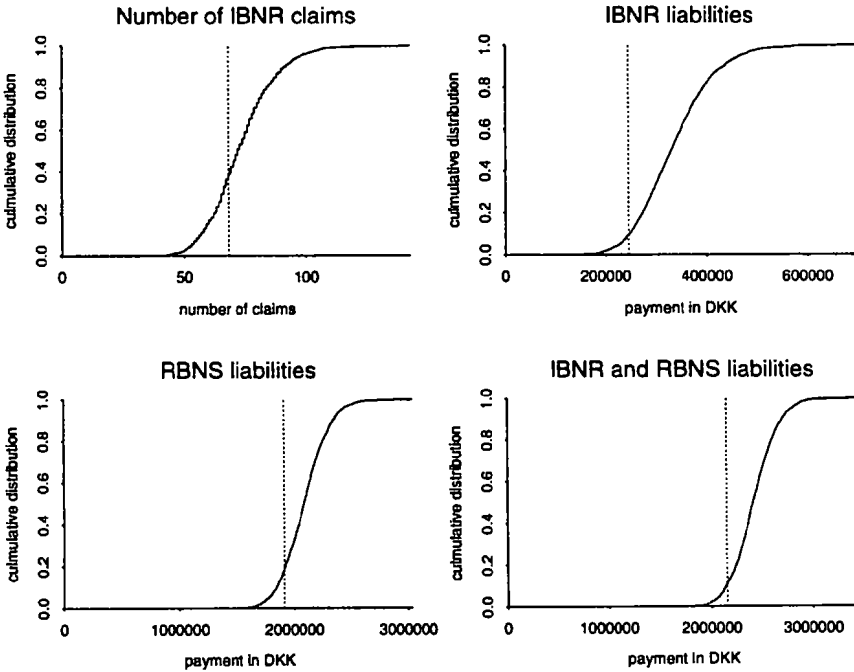 Number of IBNR claims
culmulative distribution
0.0 0.2 0.4 0.6 0.8 1.0
0 50 100
number of claims
IBNR liabilities
cumulative distribution
0.0 0.2 0.4 0.6 0.8 1.0
0 200000 400000 600000
payment in DKK
RBNS liabilities
culmulative distribution
0.0 0.2 0.4 0.6 0.8 1.0
0 1000000 2000000 3000000
payment in DKK
IBNR and RBNS liabilities
cumulative distribution
0.0 0.2 0.4 0.6 0.8 1.0
0 1000000 2000000 3000000
payment in DKK